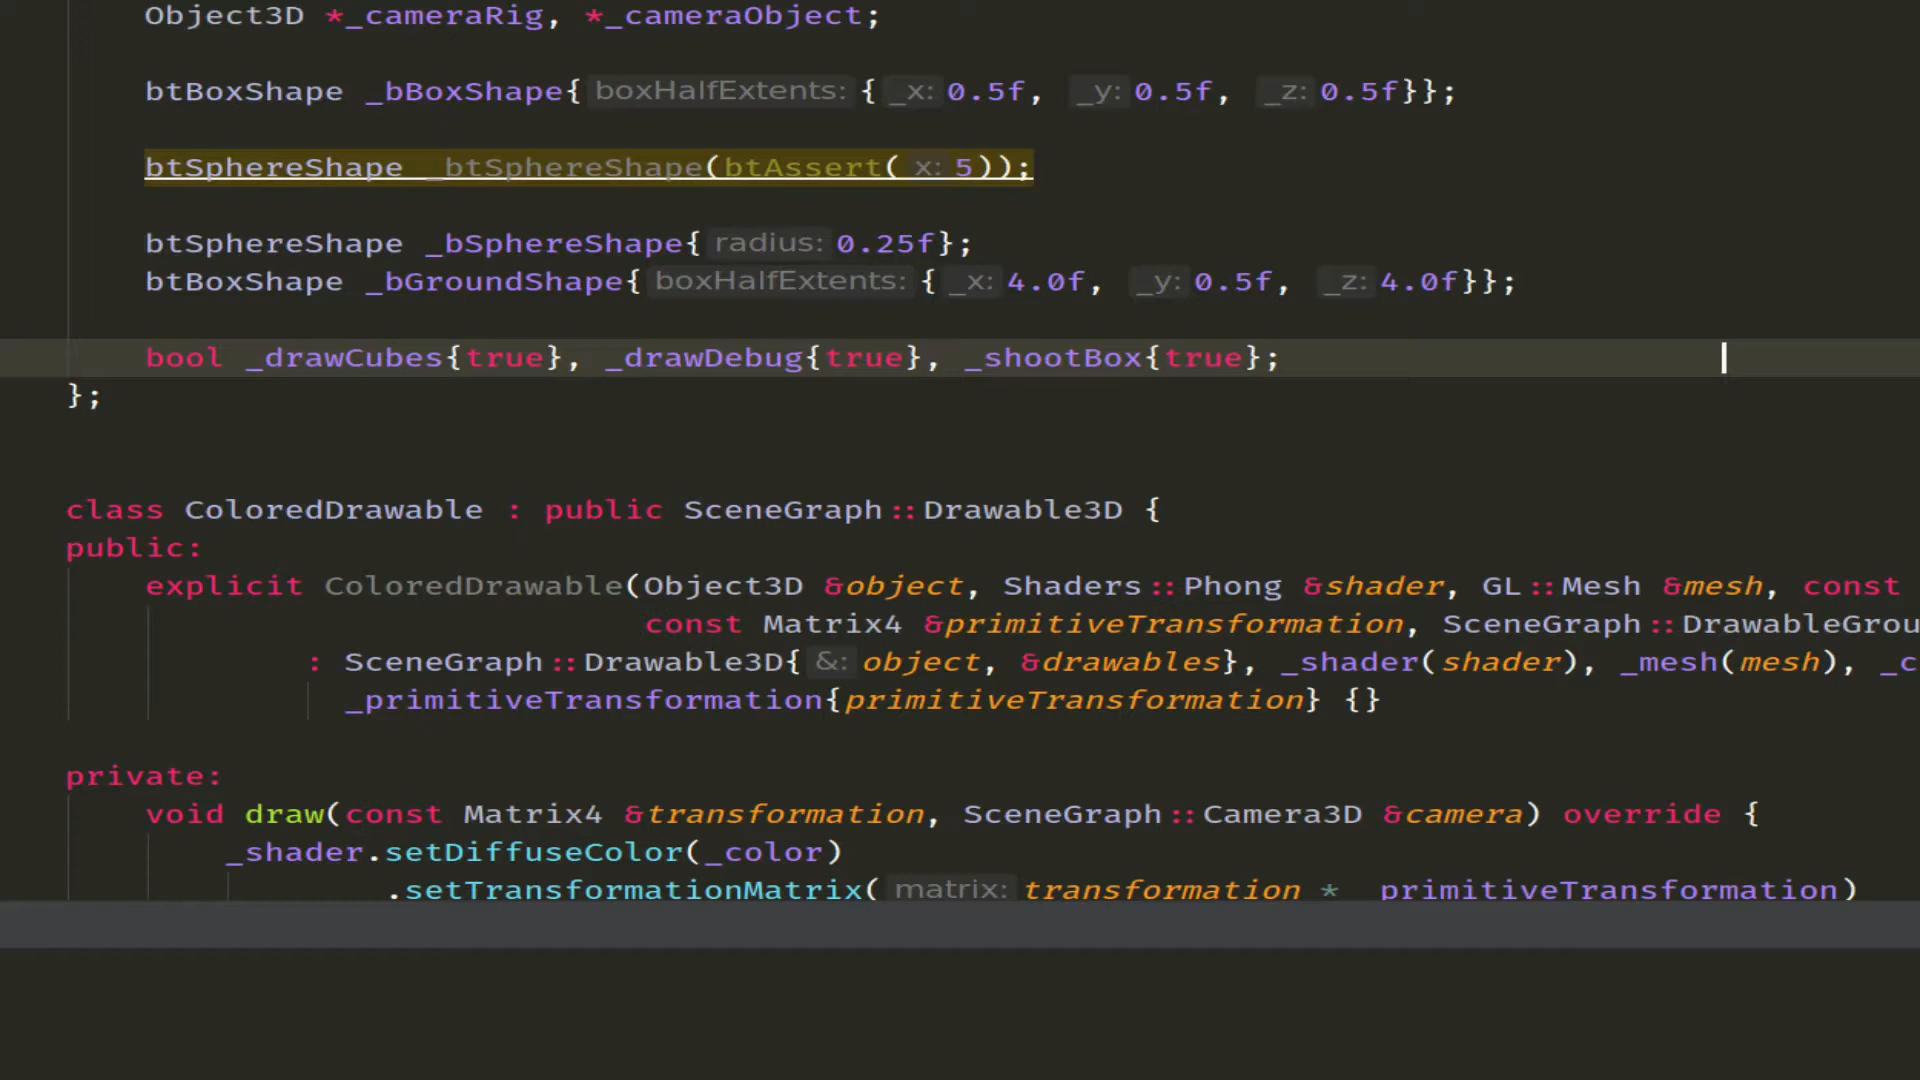 Object3D *_cameraRig, *_cameraObject;
btBoxShape _bBoxShape{ boxHalfExtents: { _x: 0.5f, _y: 0.5f, _z: 0.5f}};
btSphereShape _btSphereShape(btAssert( x: 5));
btSphereShape _bSphereShape{ radius: 0.25f};
btBoxShape _bGroundShape{ boxHalfExtents: { _x: 4.0f, _y: 0.5f, _z: 4.0f}};
bool _drawCubes{true}, _drawDebug{true}, _shootBox{true};
};
class ColoredDrawable : public SceneGraph::Drawable3D {
public:
explicit ColoredDrawable(Object3D &object, Shaders::Phong &shader, GL::Mesh &mesh, const
const Matrix4 &primitiveTransformation, SceneGraph::DrawableGrou
: SceneGraph::Drawable3D{ &: object, &drawables}, _shader(shader), _mesh(mesh), _c
_primitiveTransformation{primitiveTransformation} {}
private:
void draw(const Matrix4 &transformation, SceneGraph::Camera3D &camera) override {
_shader.setDiffuseColor(_color)
.setTransformationMatrix( matrix: transformation * primitiveTransformation)